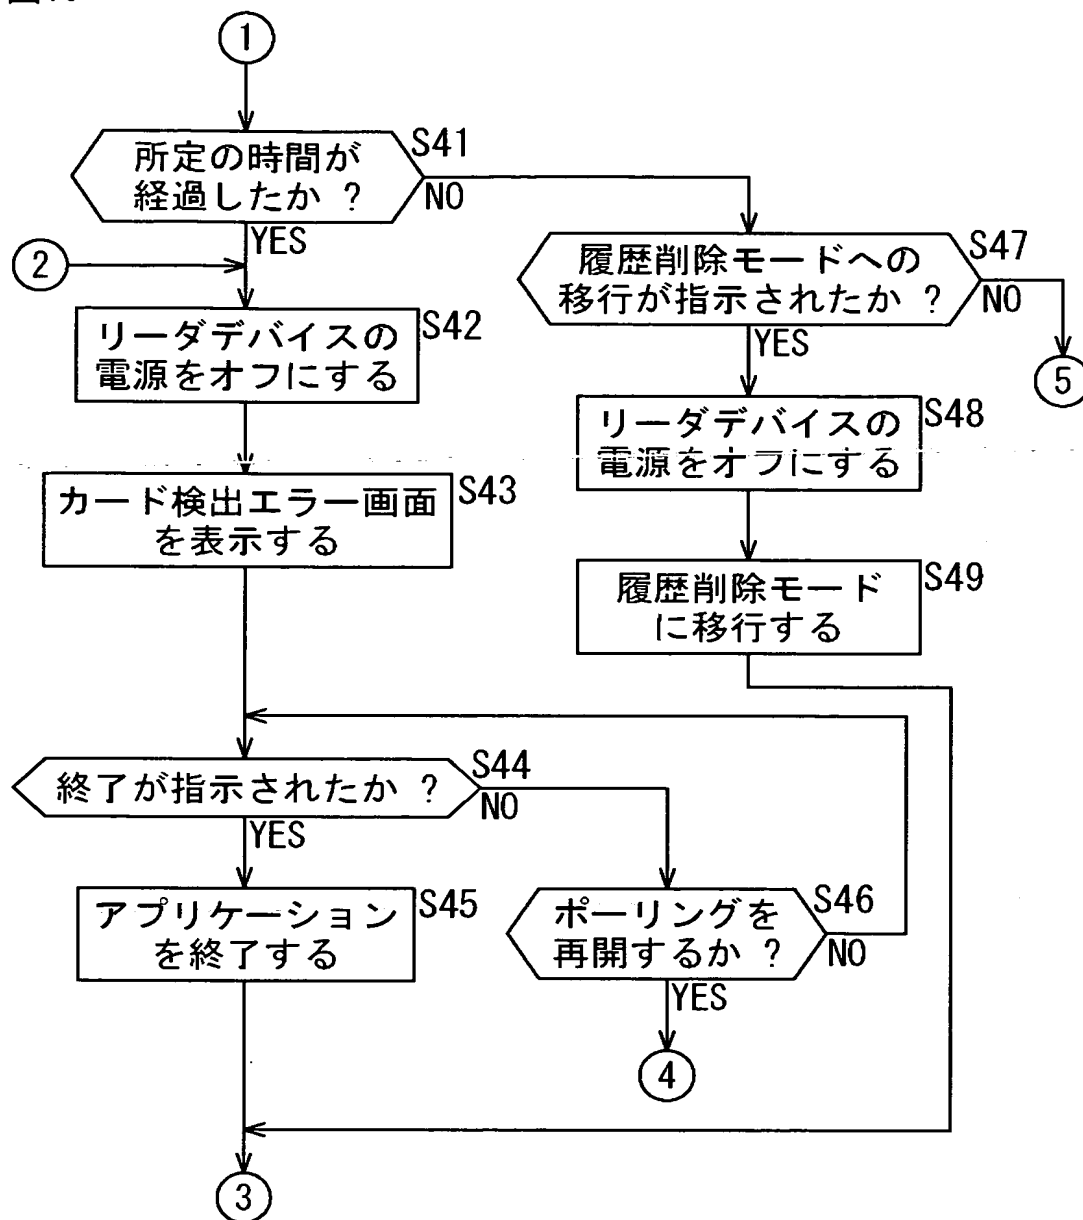 1
所定の時間が
経過したか ?
S41
NO
YES
2
履歴削除モードへの
移行が指示されたか ?
S47
NO
YES
5
リーダデバイスの
電源をオフにする
S42
リーダデバイスの
電源をオフにする
S48
カード検出エラー画面
を表示する
S43
履歴削除モード
に移行する
S49
終了が指示されたか ?
S44
NO
YES
アプリケーション
を終了する
S45
ポーリングを
再開するか ?
S46
NO
YES
4
3